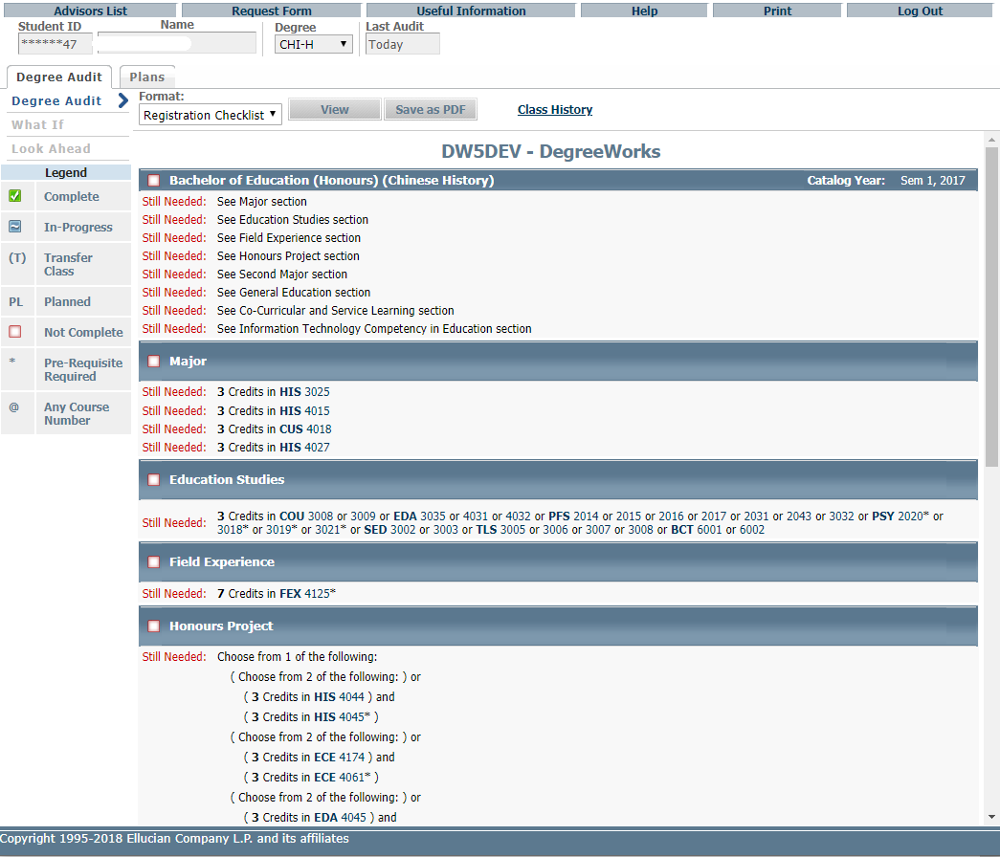 Advisors List Request Form Useful Information Help Print Log Out
Student ID Name Degree Last Audit
******47 CHI-H Today
Degree Audit Plans
Degree Audit
What If
Look Ahead
Legend
Complete
In-Progress
(T) Transfer Class
PL Planned
Not Complete
* Pre-Requisite Required
@ Any Course Number
Format:
Registration Checklist View Save as PDF Class History
DW5DEV - DegreeWorks
Bachelor of Education (Honours) (Chinese History) Catalog Year: Sem 1, 2017
Still Needed: See Major section
Still Needed: See Education Studies section
Still Needed: See Field Experience section
Still Needed: See Honours Project section
Still Needed: See Second Major section
Still Needed: See General Education section
Still Needed: See Co-Curricular and Service Learning section
Still Needed: See Information Technology Competency in Education section
Major
Still Needed: 3 Credits in HIS 3025
Still Needed: 3 Credits in HIS 4015
Still Needed: 3 Credits in CUS 4018
Still Needed: 3 Credits in HIS 4027
Education Studies
Still Needed: 3 Credits in COU 3008 or 3009 or EDA 3035 or 4031 or 4032 or PFS 2014 or 2015 or 2016 or 2017 or 2031 or 2043 or 3032 or PSY 2020* or
3018* or 3019* or 3021* or SED 3002 or 3003 or TLS 3005 or 3006 or 3007 or 3008 or BCT 6001 or 6002
Field Experience
Still Needed: 7 Credits in FEX 4125*
Honours Project
Still Needed: Choose from 1 of the following:
( Choose from 2 of the following: ) or
( 3 Credits in HIS 4044 ) and
( 3 Credits in HIS 4045* )
( Choose from 2 of the following: ) or
( 3 Credits in ECE 4174 ) and
( 3 Credits in ECE 4061* )
( Choose from 2 of the following: ) or
( 3 Credits in EDA 4045 ) and
Copyright 1995-2018 Ellucian Company L.P. and its affiliates